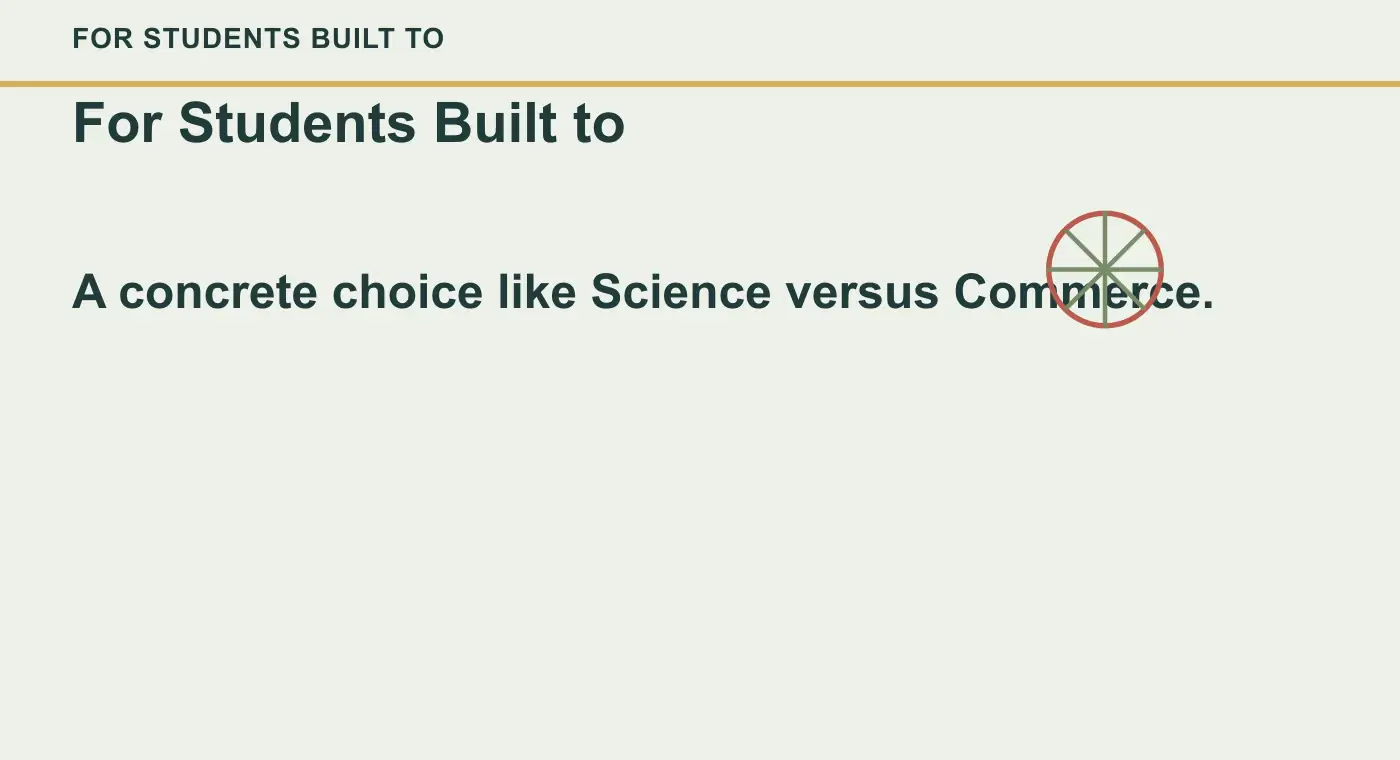 FOR STUDENTS BUILT TO
For Students Built to
A concrete choice like Science versus Commerce.